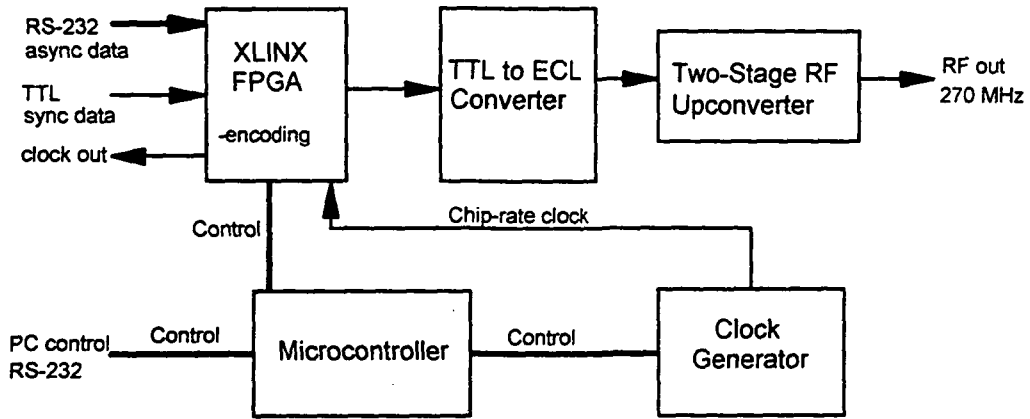 RS-232
async data
TTL
sync data
clock out
XLINX
FPGA
-encoding
TTL to ECL
Converter
Two-Stage RF
Upconverter
RF out
270 MHz
Control
Chip-rate clock
PC control
RS-232
Control
Microcontroller
Control
Clock
Generator